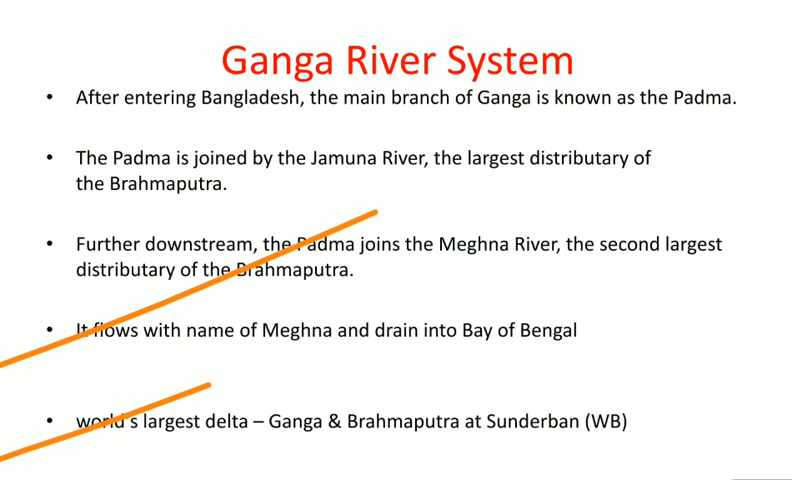 Ganga River System
• After entering Bangladesh, the main branch of Ganga is known as the Padma.
• The Padma is joined by the Jamuna River, the largest distributary of
the Brahmaputra.
• Further downstream, the Padma joins the Meghna River, the second largest
distributary of the Brahmaputra.
• It flows with name of Meghna and drain into Bay of Bengal
• world's largest delta – Ganga & Brahmaputra at Sunderban (WB)